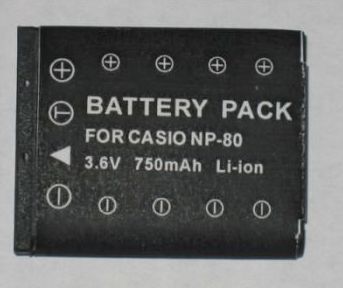 BATTERY PACK
FOR CASIO NP-80
3.6V 750mAh Li-ion